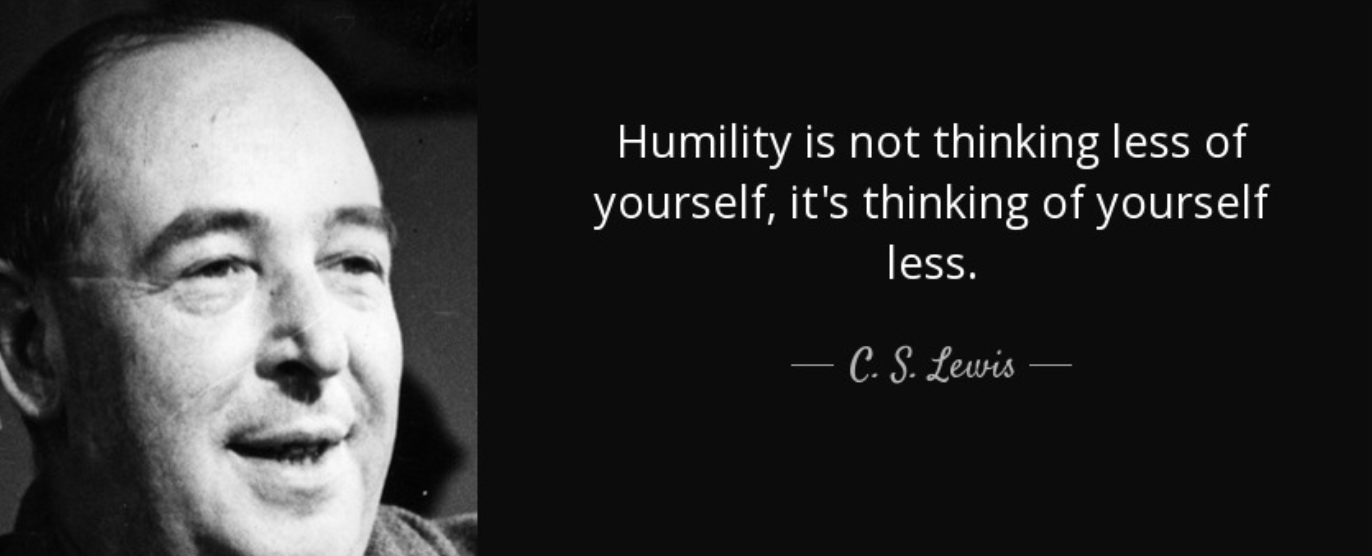 Humility is not thinking less of
yourself, it's thinking of yourself
less.
— C. S. Lewis —